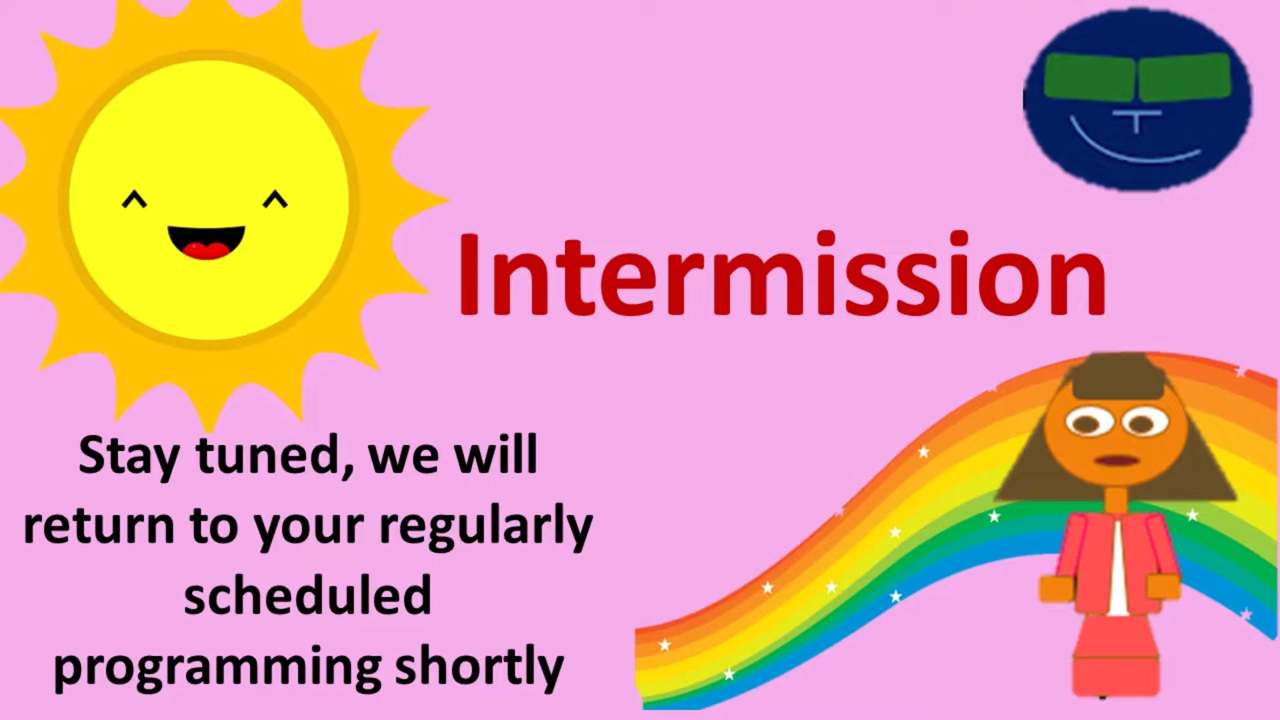 Intermission
Stay tuned, we will
return to your regularly
scheduled
programming shortly